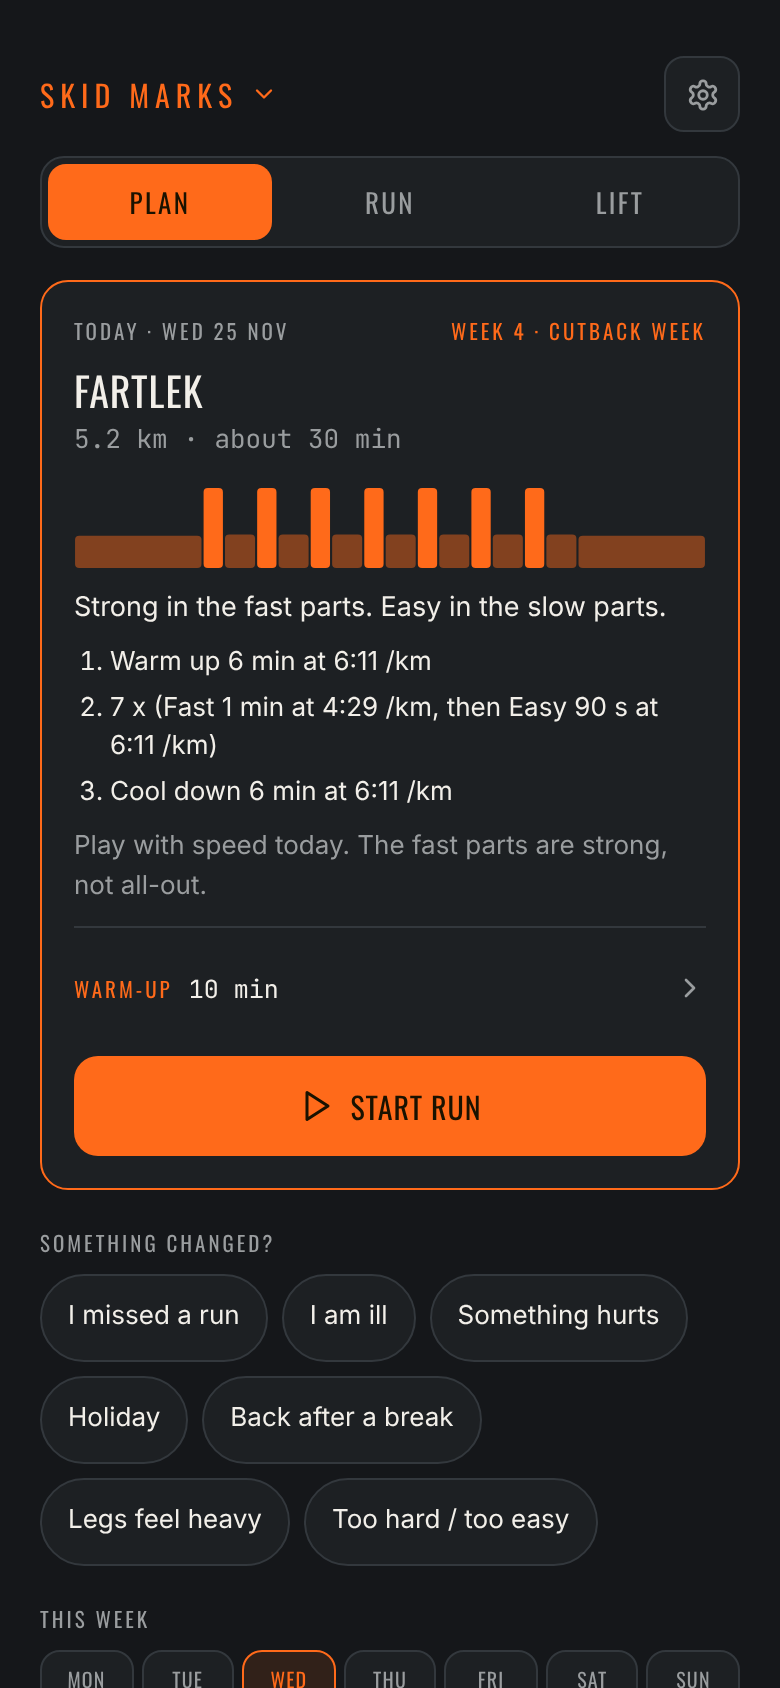 SKID MARKS
PLAN
RUN
LIFT
TODAY · WED 25 NOV
WEEK 4 · CUTBACK WEEK
FARTLEK
5.2 km · about 30 min
Strong in the fast parts. Easy in the slow parts.
1. Warm up 6 min at 6:11 /km
2. 7 x (Fast 1 min at 4:29 /km, then Easy 90 s at
6:11 /km)
3. Cool down 6 min at 6:11 /km
Play with speed today. The fast parts are strong,
not all-out.
WARM-UP 10 min
START RUN
SOMETHING CHANGED?
I missed a run
I am ill
Something hurts
Holiday
Back after a break
Legs feel heavy
Too hard / too easy
THIS WEEK
MON
TUE
WED
THU
FRI
SAT
SUN